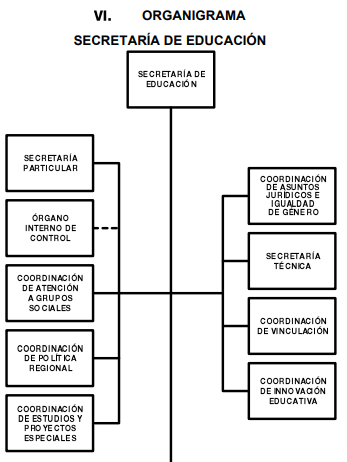 VI. ORGANIGRAMA
SECRETARÍA DE EDUCACIÓN
SECRETARÍA DE
EDUCACIÓN
SECRETARÍA
PARTICULAR
ÓRGANO
INTERNO DE
CONTROL
COORDINACIÓN
DE ATENCIÓN
A GRUPOS
SOCIALES
COORDINACIÓN
DE POLÍTICA
REGIONAL
COORDINACIÓN
DE ESTUDIOS Y
PROYECTOS
ESPECIALES
COORDINACIÓN
DE ASUNTOS
JURÍDICOS E
IGUALDAD
DE GÉNERO
SECRETARÍA
TÉCNICA
COORDINACIÓN
DE VINCULACIÓN
COORDINACIÓN
DE INNOVACIÓN
EDUCATIVA